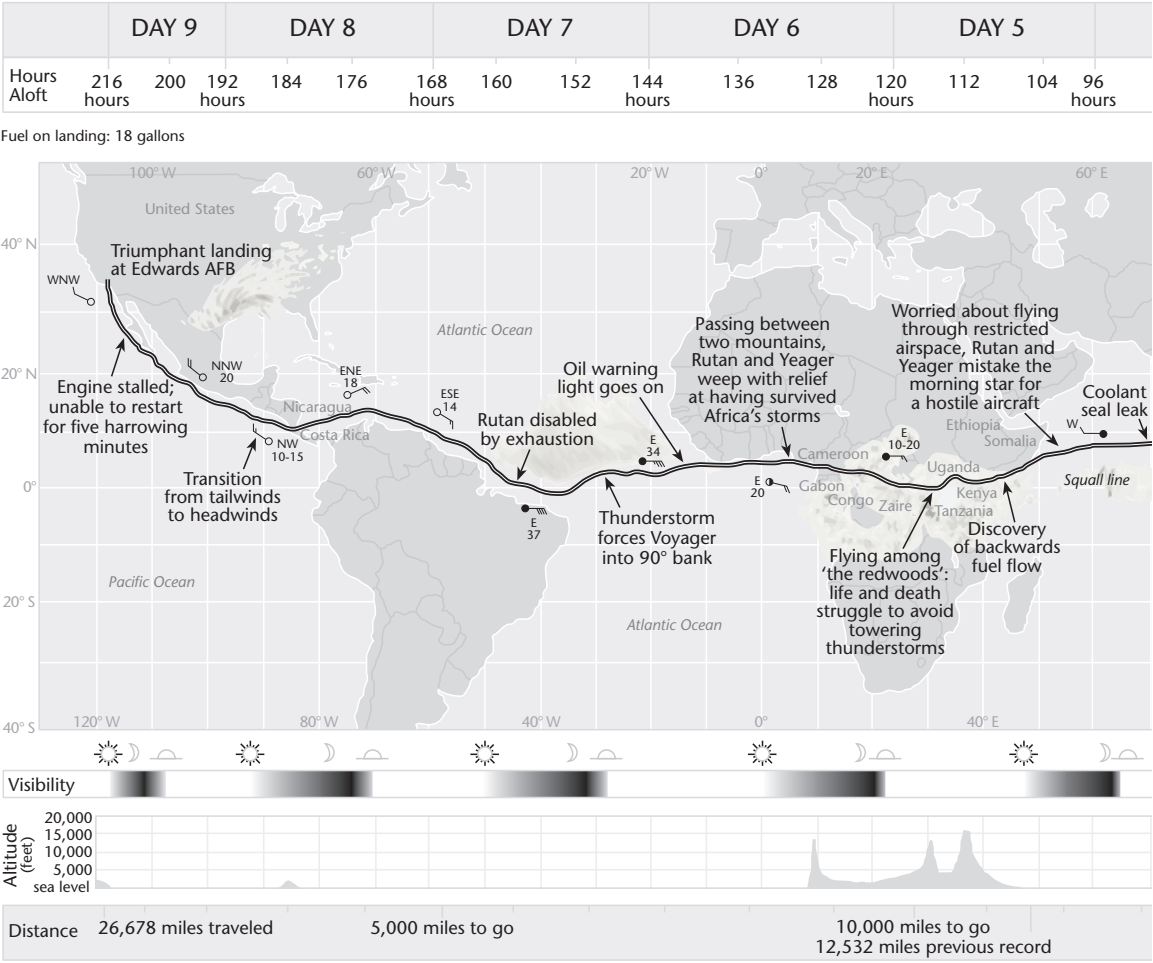 DAY 9
DAY 8
DAY 7
DAY 6
DAY 5
Hours
Aloft
216
hours
200
192
hours
184
176
168
hours
160
152
144
hours
136
128
120
hours
112
104
96
hours
Fuel on landing: 18 gallons
100° W
60° W
20° W
0°
20° E
60° E
United States
40° N
Triumphant landing
at Edwards AFB
WNW
Engine stalled;
unable to restart
for five harrowing
minutes
20° N
NNW
20
ENE
18
Nicaragua
Costa Rica
NW
10-15
Transition
from tailwinds
to headwinds
ESE
14
Atlantic Ocean
Rutan disabled
by exhaustion
Oil warning
light goes on
E
34
E
37
Thunderstorm
forces Voyager
into 90° bank
Passing between
two mountains,
Rutan and Yeager
weep with relief
at having survived
Africa's storms
E
20
Worried about flying
through restricted
airspace, Rutan and
Yeager mistake the
morning star for
a hostile aircraft
Coolant
seal leak
W
E
10-20
Ethiopia
Somalia
Cameroon
Uganda
Gabon
Congo
Zaire
Kenya
Tanzania
Squall line
0°
Discovery
of backwards
fuel flow
Flying among
‘the redwoods’:
life and death
struggle to avoid
towering
thunderstorms
Pacific Ocean
20° S
Atlantic Ocean
40° S
120° W
80° W
40° W
0°
40° E
Visibility
Altitude
(feet)
20,000
15,000
10,000
5,000
sea level
Distance
26,678 miles traveled
5,000 miles to go
10,000 miles to go
12,532 miles previous record